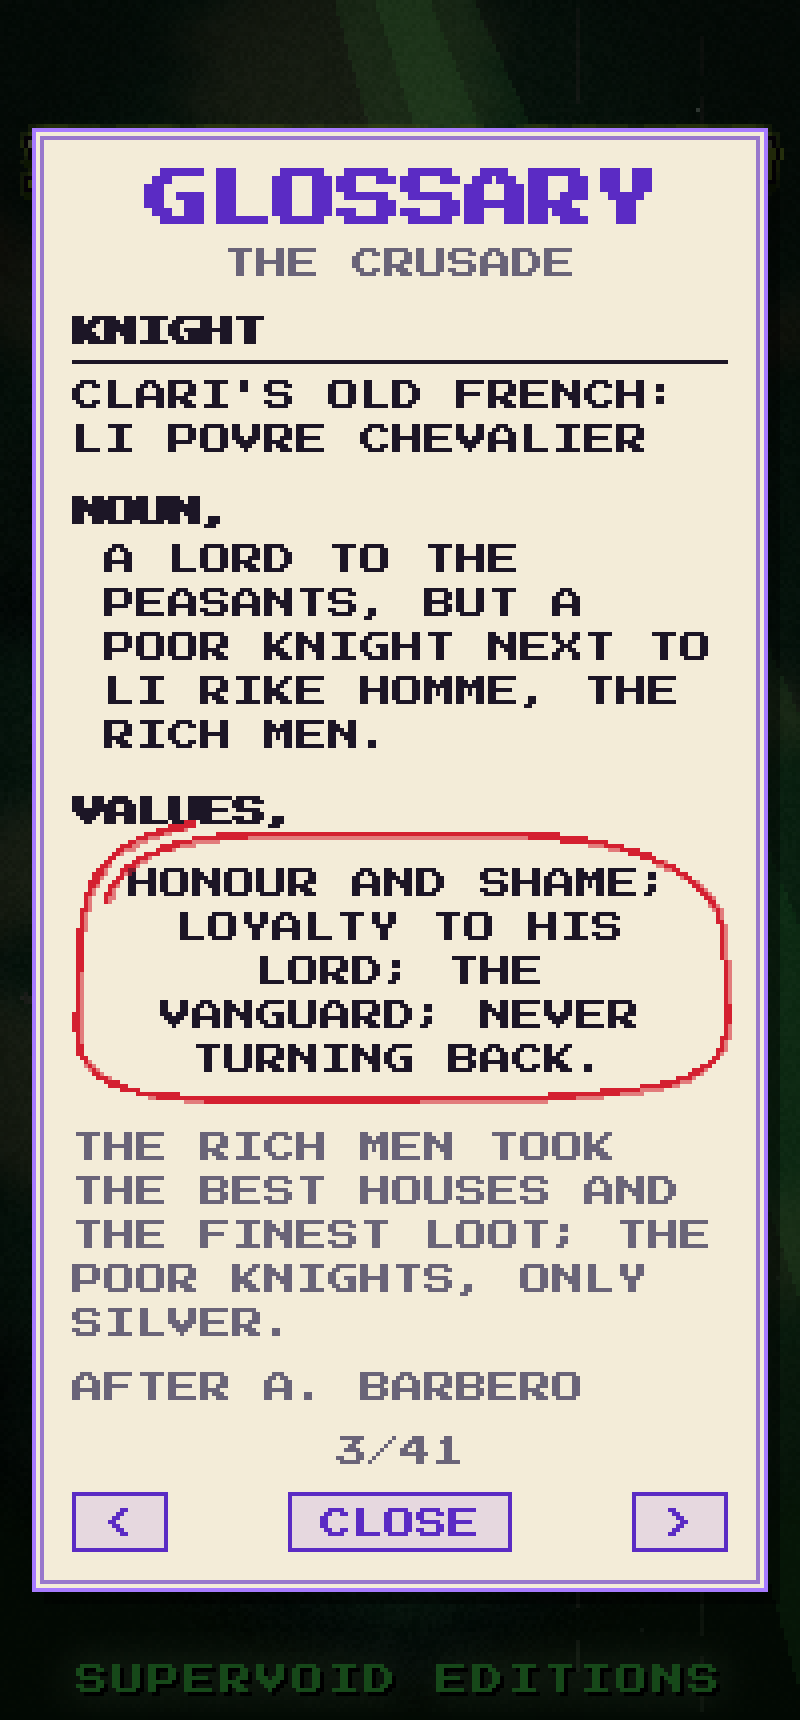 GLOSSARY
THE CRUSADE
KNIGHT
CLARI'S OLD FRENCH:
LI POVRE CHEVALIER
NOUN,
A LORD TO THE
PEASANTS, BUT A
POOR KNIGHT NEXT TO
LI RIKE HOMME, THE
RICH MEN.
VALUES,
HONOUR AND SHAME;
LOYALTY TO HIS
LORD; THE
VANGUARD; NEVER
TURNING BACK.
THE RICH MEN TOOK
THE BEST HOUSES AND
THE FINEST LOOT; THE
POOR KNIGHTS, ONLY
SILVER.
AFTER A. BARBERO
3/41
< CLOSE >
SUPERVOID EDITIONS